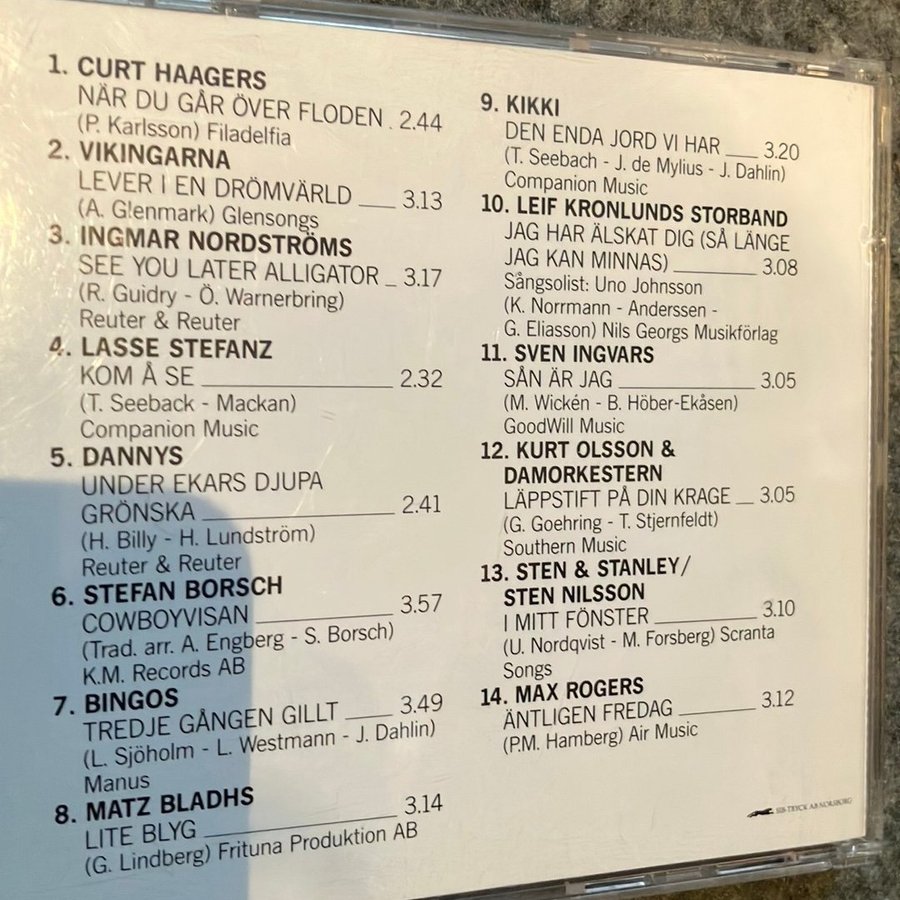 1. CURT HAAGERS
NÄR DU GÅR ÖVER FLODEN . 2.44
(P. Karlsson) Filadelfia
2. VIKINGARNA
LEVER I EN DRÖMVÄRLD ___ 3.13
(A. Glenmark) Glensongs
3. INGMAR NORDSTRÖMS
SEE YOU LATER ALLIGATOR _ 3.17
(R. Guidry - Ö. Warnerbring)
Reuter & Reuter
4. LASSE STEFANZ
KOM Å SE ________________ 2.32
(T. Seeback - Mackan)
Companion Music
5. DANNYS
UNDER EKARS DJUPA
GRÖNSKA ________________ 2.41
(H. Billy - H. Lundström)
Reuter & Reuter
6. STEFAN BORSCH
COWBOYVISAN ____________ 3.57
(Trad. arr. A. Engberg - S. Borsch)
K.M. Records AB
7. BINGOS
TREDJE GÅNGEN GILLT ____ 3.49
(L. Sjöholm - L. Westmann - J. Dahlin)
Manus
8. MATZ BLADHS
LITE BLYG ________________ 3.14
(G. Lindberg) Frituna Produktion AB
9. KIKKI
DEN ENDA JORD VI HAR ___ 3.20
(T. Seebach - J. de Mylius - J. Dahlin)
Companion Music
10. LEIF KRONLUNDS STORBAND
JAG HAR ÄLSKAT DIG (SÅ LÄNGE
JAG KAN MINNAS) ________ 3.08
Sångsolist: Uno Johnsson
(K. Norrmann - Anderssen -
G. Eliasson) Nils Georgs Musikförlag
11. SVEN INGVARS
SÅN ÄR JAG _____________ 3.05
(M. Wickén - B. Höber-Ekåsen)
GoodWill Music
12. KURT OLSSON &
DAMORKESTERN
LÄPPSTIFT PÅ DIN KRAGE __ 3.05
(G. Goehring - T. Stjernfeldt)
Southern Music
13. STEN & STANLEY/
STEN NILSSON
I MITT FÖNSTER __________ 3.10
(U. Nordqvist - M. Forsberg) Scranta
Songs
14. MAX ROGERS
ÄNTLIGEN FREDAG ________ 3.12
(P.M. Hamberg) Air Music
SIB-TRYCK AB NORSBORG